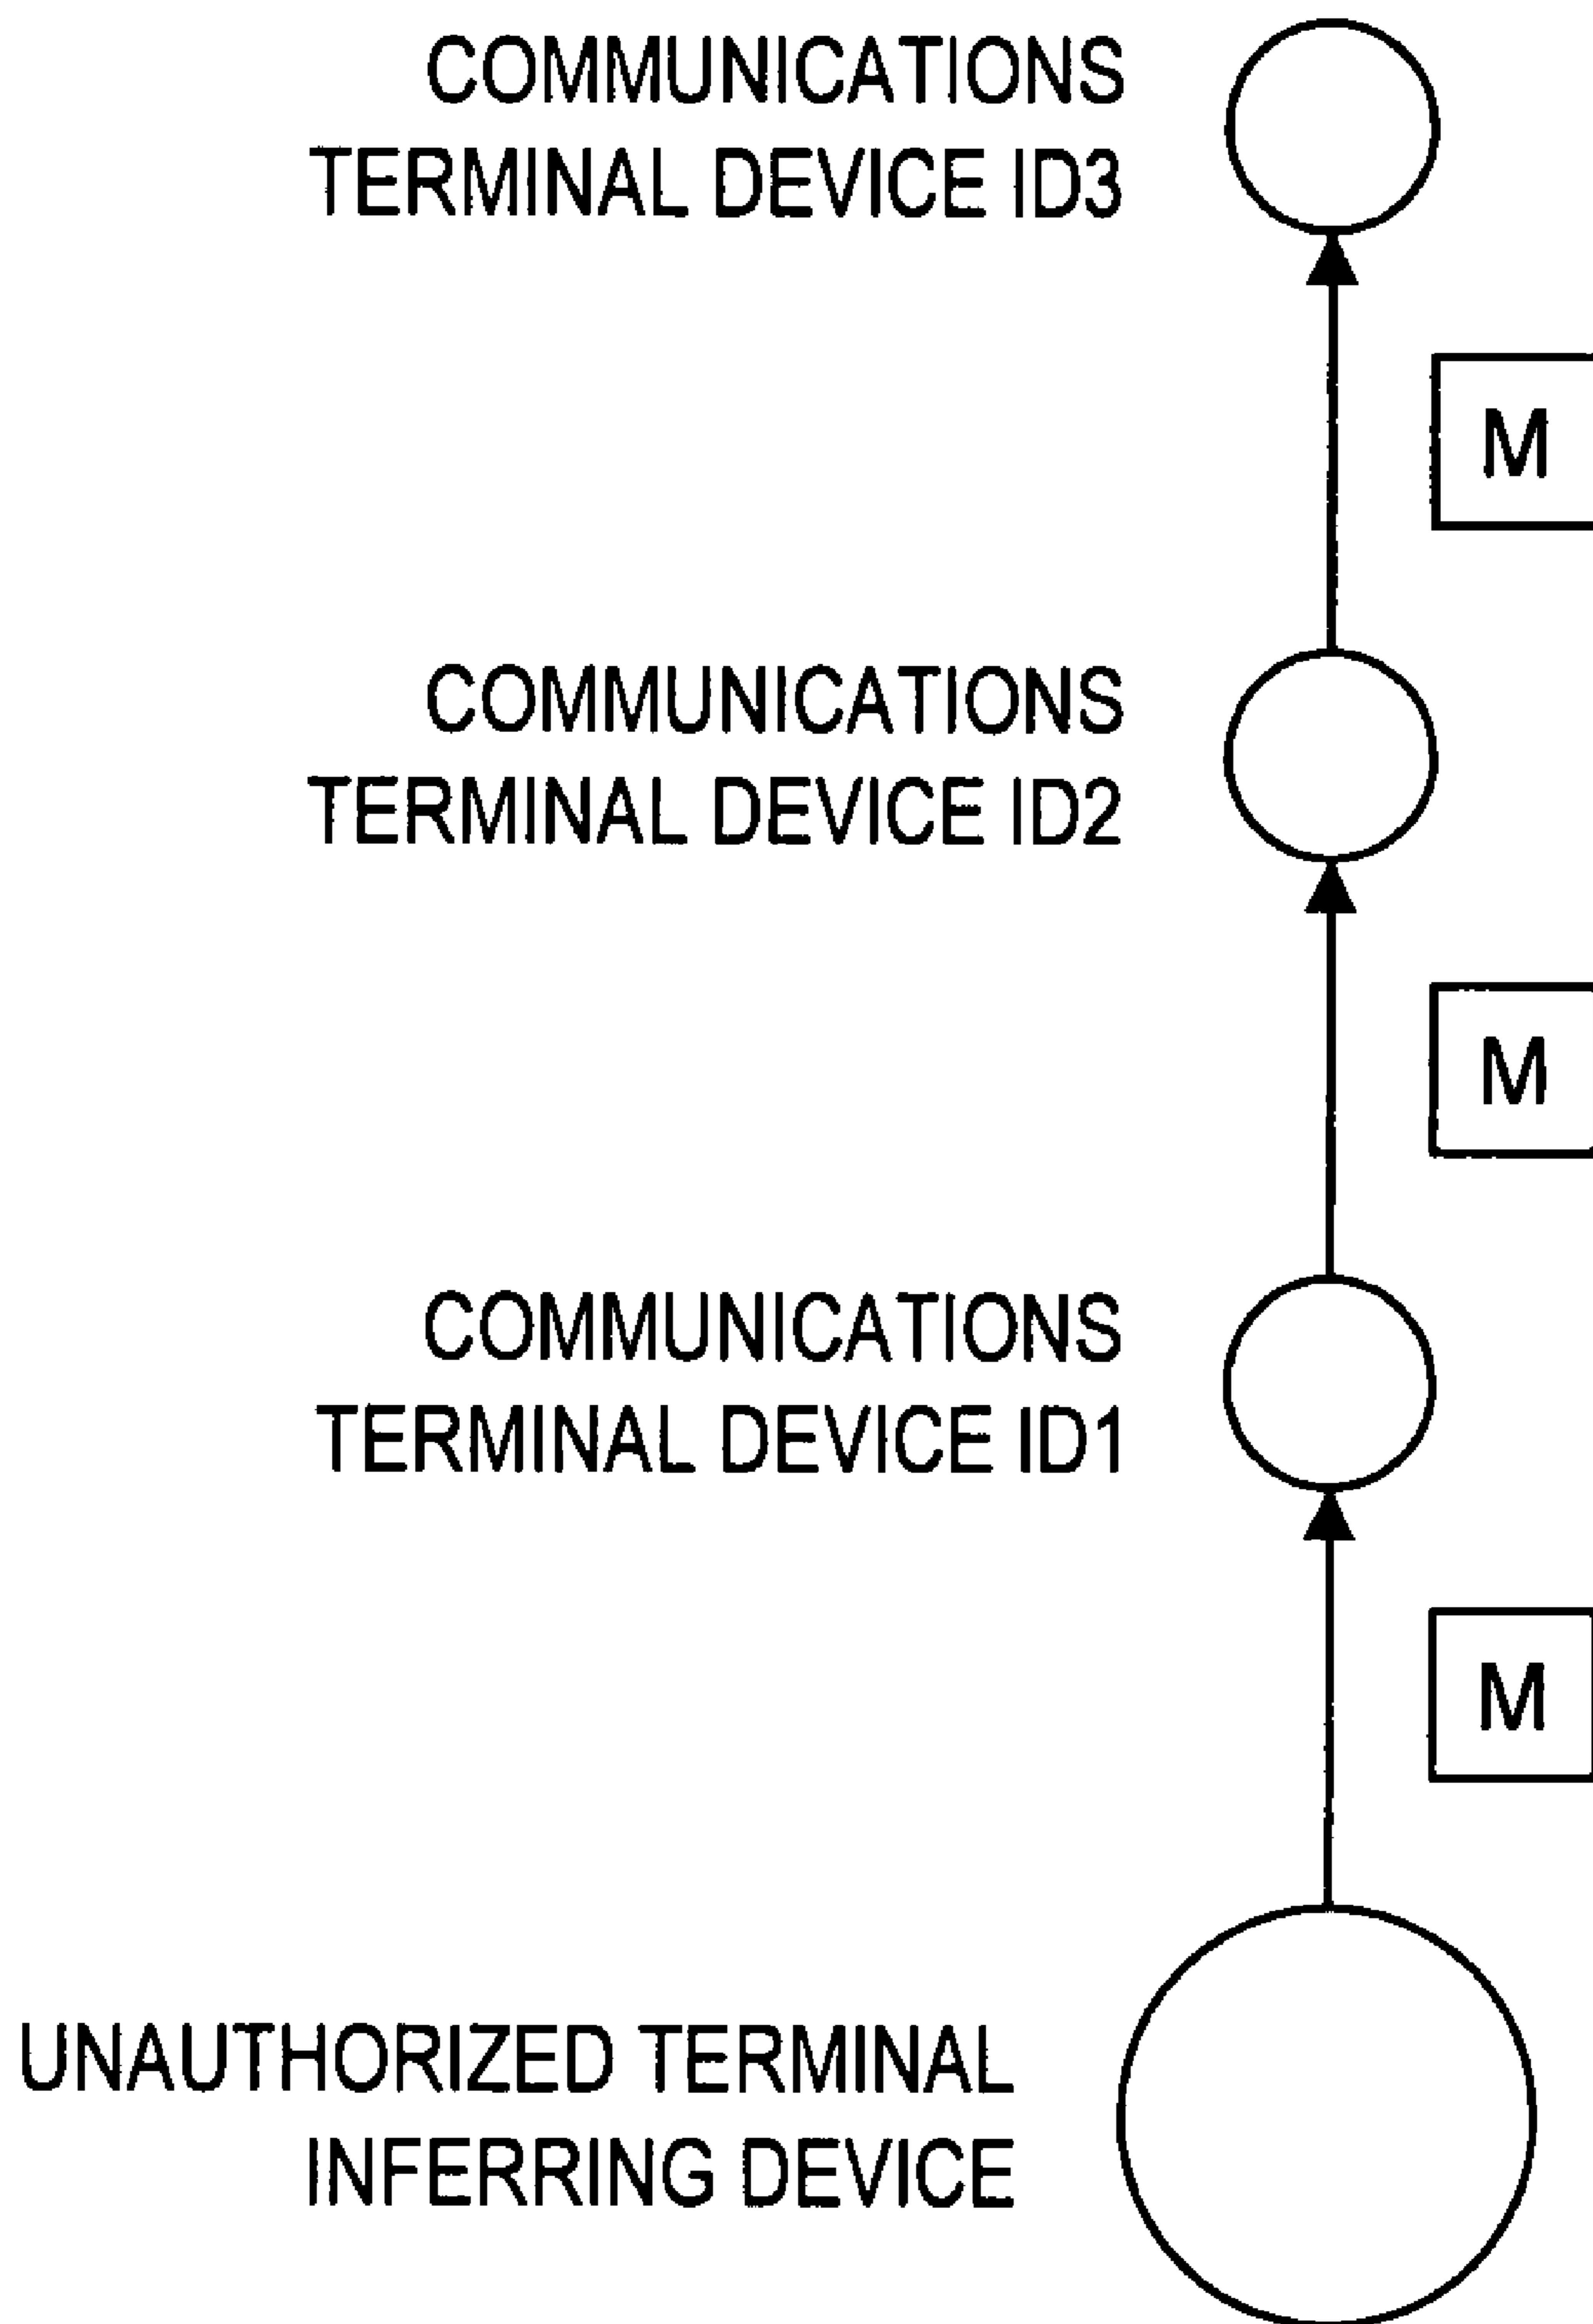 COMMUNICATIONS
TERMINAL DEVICE ID3
M
COMMUNICATIONS
TERMINAL DEVICE ID2
M
COMMUNICATIONS
TERMINAL DEVICE ID1
M
UNAUTHORIZED TERMINAL
INFERRING DEVICE